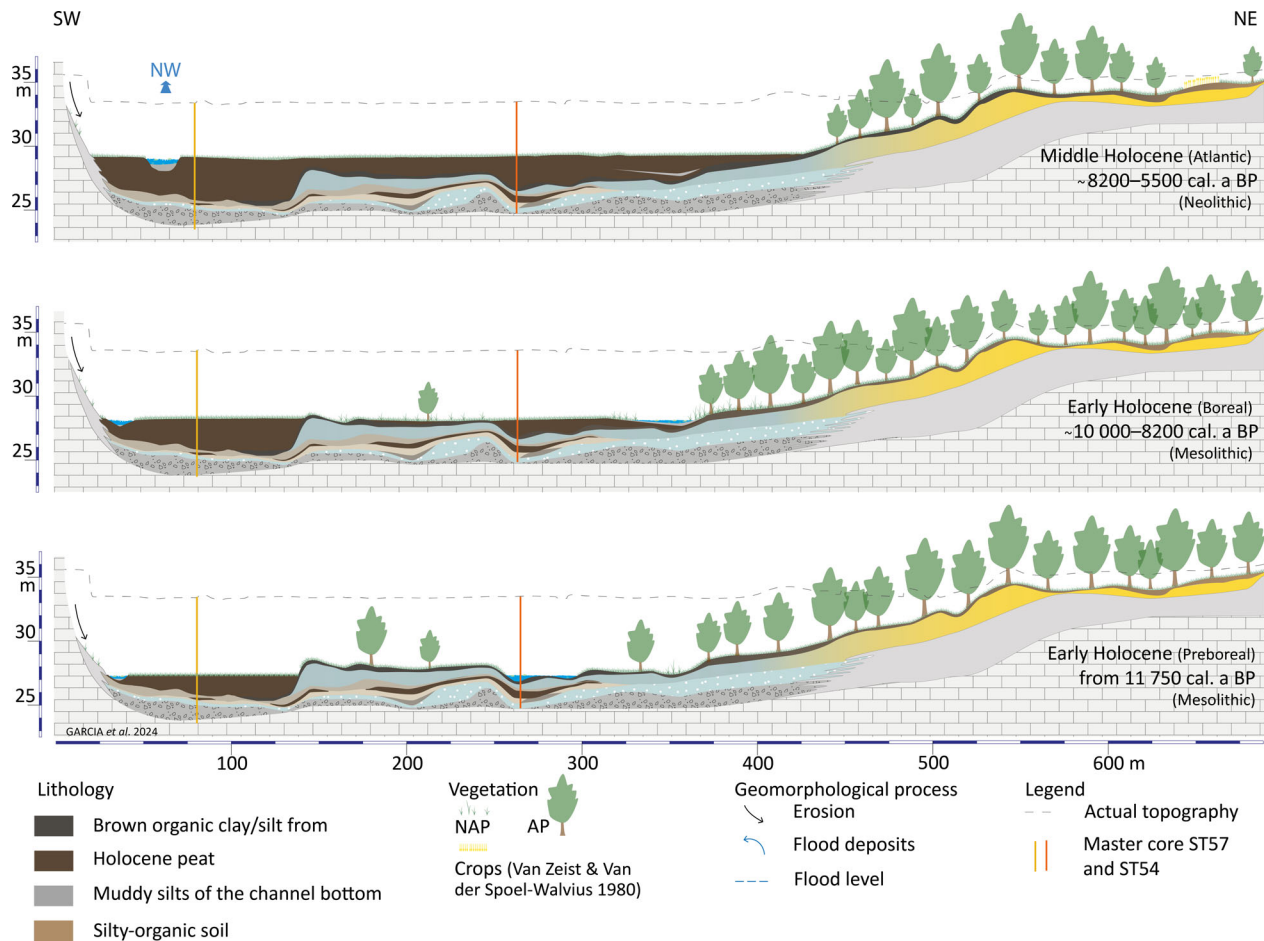 SW
NE
NW
35
m
30
25
Middle Holocene (Atlantic)
~8200–5500 cal. a BP
(Neolithic)
35
m
30
25
Early Holocene (Boreal)
~10 000–8200 cal. a BP
(Mesolithic)
35
m
30
25
Early Holocene (Preboreal)
from 11 750 cal. a BP
(Mesolithic)
GARCIA et al. 2024
100 200 300 400 500 600 m
Lithology
Brown organic clay/silt from
Holocene peat
Muddy silts of the channel bottom
Silty-organic soil
Vegetation
NAP AP
Crops (Van Zeist & Van
der Spoel-Walvius 1980)
Geomorphological process
Erosion
Flood deposits
Flood level
Legend
Actual topography
Master core ST57
and ST54